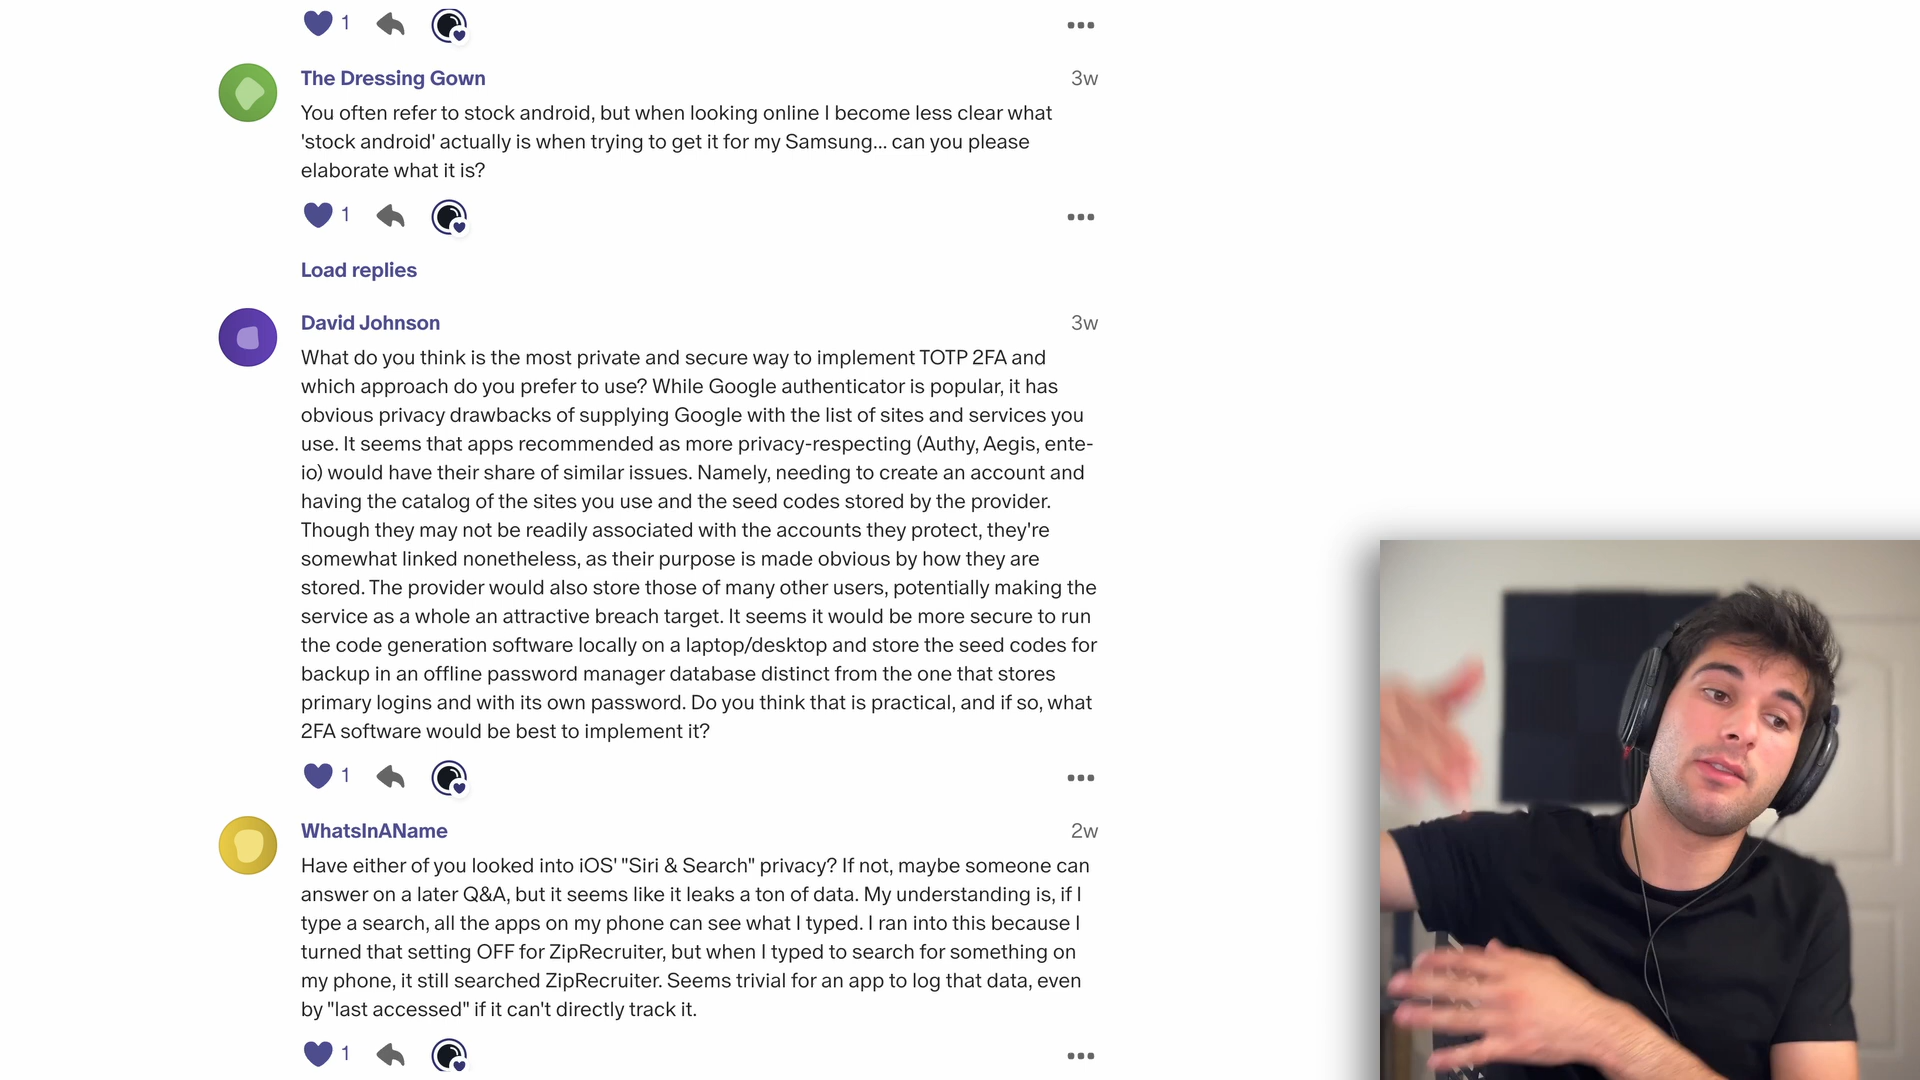 1
The Dressing Gown
3w
You often refer to stock android, but when looking online I become less clear what
'stock android' actually is when trying to get it for my Samsung... can you please
elaborate what it is?
1
Load replies
David Johnson
3w
What do you think is the most private and secure way to implement TOTP 2FA and
which approach do you prefer to use? While Google authenticator is popular, it has
obvious privacy drawbacks of supplying Google with the list of sites and services you
use. It seems that apps recommended as more privacy-respecting (Authy, Aegis, ente-
io) would have their share of similar issues. Namely, needing to create an account and
having the catalog of the sites you use and the seed codes stored by the provider.
Though they may not be readily associated with the accounts they protect, they're
somewhat linked nonetheless, as their purpose is made obvious by how they are
stored. The provider would also store those of many other users, potentially making the
service as a whole an attractive breach target. It seems it would be more secure to run
the code generation software locally on a laptop/desktop and store the seed codes for
backup in an offline password manager database distinct from the one that stores
primary logins and with its own password. Do you think that is practical, and if so, what
2FA software would be best to implement it?
1
WhatsInAName
2w
Have either of you looked into iOS' "Siri & Search" privacy? If not, maybe someone can
answer on a later Q&A, but it seems like it leaks a ton of data. My understanding is, if I
type a search, all the apps on my phone can see what I typed. I ran into this because I
turned that setting OFF for ZipRecruiter, but when I typed to search for something on
my phone, it still searched ZipRecruiter. Seems trivial for an app to log that data, even
by "last accessed" if it can't directly track it.
1